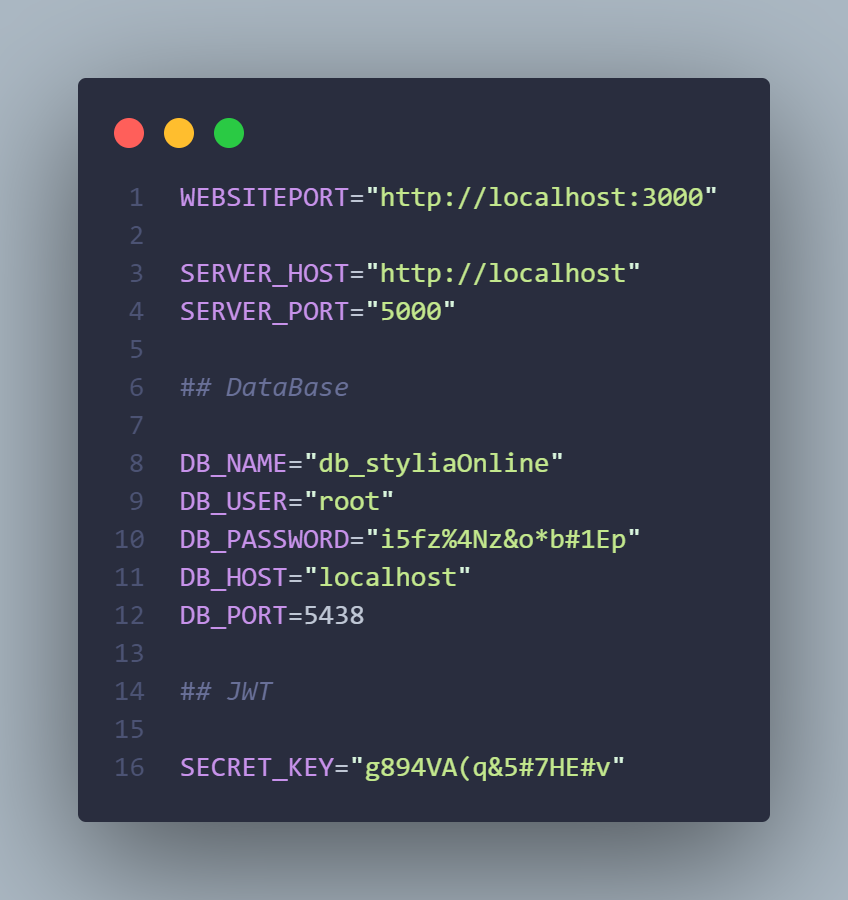 1 WEBSITEPORT="http://localhost:3000"
2
3 SERVER_HOST="http://localhost"
4 SERVER_PORT="5000"
5
6 ## DataBase
7
8 DB_NAME="db_styliaOnline"
9 DB_USER="root"
10 DB_PASSWORD="i5fz%4Nz&o*b#1Ep"
11 DB_HOST="localhost"
12 DB_PORT=5438
13
14 ## JWT
15
16 SECRET_KEY="g894VA(q&5#7HE#v"